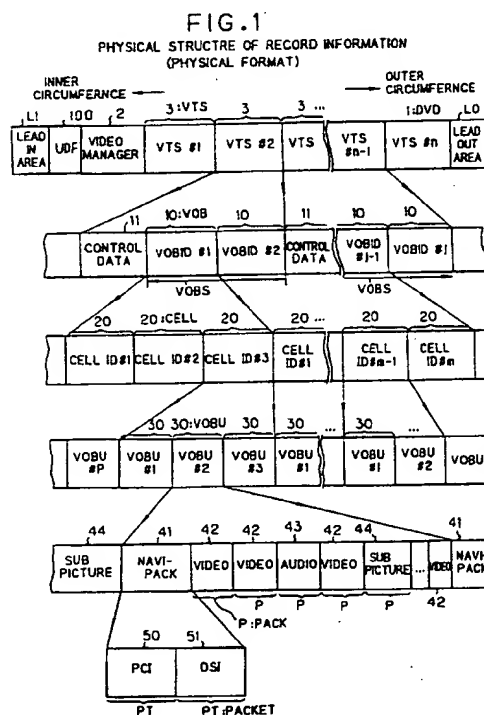 FIG.1
PHYSICAL STRUCTRE OF RECORD INFORMATION
(PHYSICAL FORMAT)
INNER CIRCUMFERNCE
OUTER CIRCUMFERNCE
L1 100 2 3:VTS 3 3 ... 1:DVD LO
LEAD IN AREA UDF VIDEO MANAGER VTS #1 VTS #2 VTS VTS #n-1 VTS #n LEAD OUT AREA
11 10:VOB 10 11 10 10
CONTROL DATA VOBID #1 VOBID #2 CONTROL DATA VOBID #i-1 VOBID #i
VOBS VOBS
20 20:CELL 20 20 ... 20 20
CELL ID#1 CELL ID#2 CELL ID#3 CELL ID#1 CELL ID#m-1 CELL ID#m
30 30:VOBU 30 30 ... 30 ...
VOBU #P VOBU #1 VOBU #2 VOBU #3 VOBU #1 VOBU #1 VOBU #2 VOBU
44 41 42 42 43 42 44 41
SUB PICTURE NAVI-PACK VIDEO VIDEO AUDIO VIDEO SUB PICTURE ... VIDEO NAVI-PACK
P P P P 42
P:PACK
50 51
PCI DSI
PT PT:PACKET